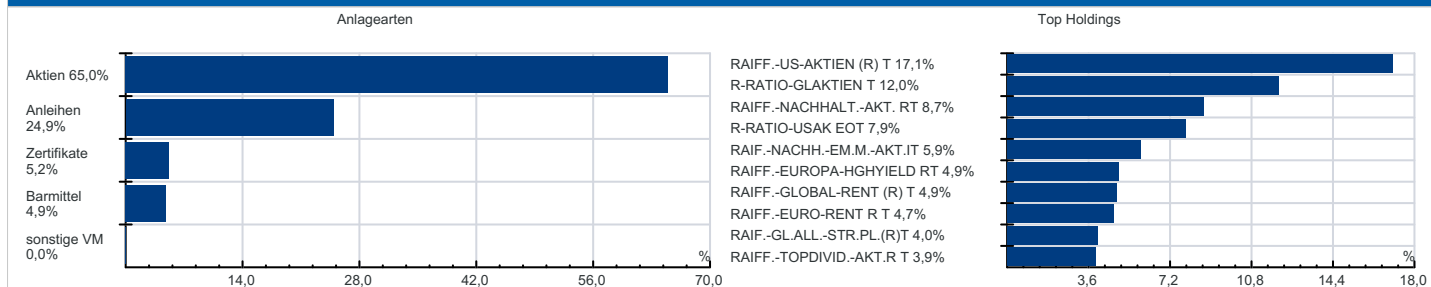 Anlagearten
Aktien 65,0%
Anleihen
24,9%
Zertifikate
5,2%
Barmittel
4,9%
sonstige VM
0,0%
%
14,0 28,0 42,0 56,0 70,0
Top Holdings
RAIFF.-US-AKTIEN (R) T 17,1%
R-RATIO-GLAKTIEN T 12,0%
RAIFF.-NACHHALT.-AKT. RT 8,7%
R-RATIO-USAK EOT 7,9%
RAIF.-NACHH.-EM.M.-AKT.IT 5,9%
RAIFF.-EUROPA-HGHYIELD RT 4,9%
RAIFF.-GLOBAL-RENT (R) T 4,9%
RAIFF.-EURO-RENT R T 4,7%
RAIF.-GL.ALL.-STR.PL.(R)T 4,0%
RAIFF.-TOPDIVID.-AKT.R T 3,9%
%
3,6 7,2 10,8 14,4 18,0